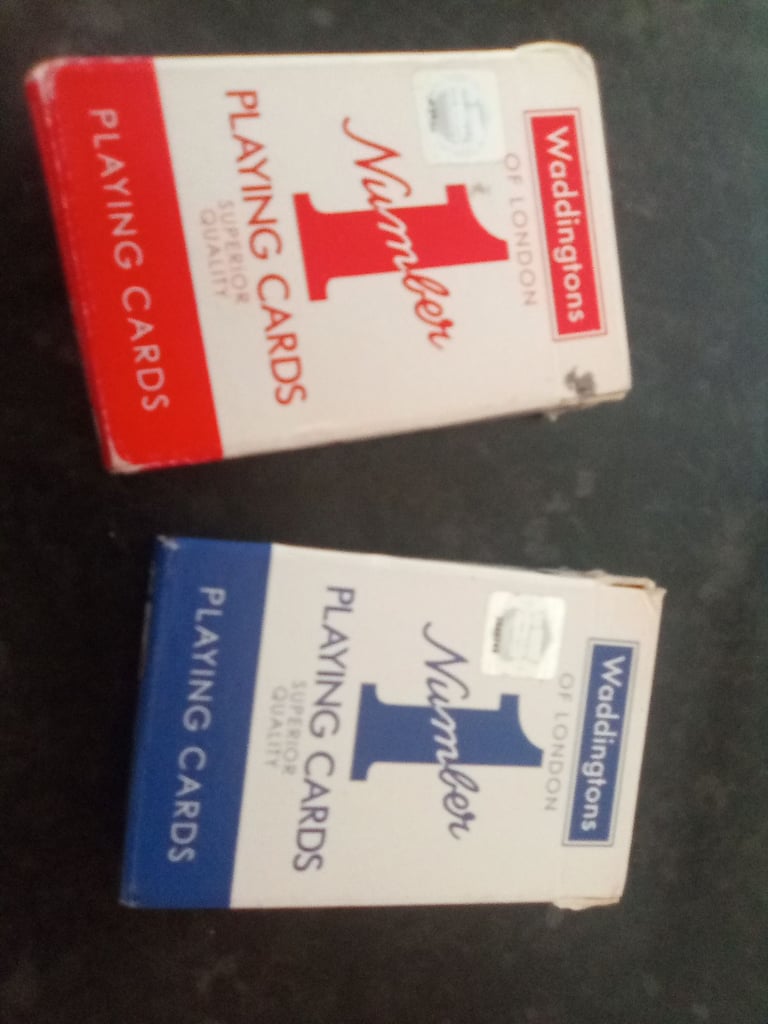 Waddingtons
OF LONDON
Number
1
PLAYING CARDS
SUPERIOR
QUALITY
PLAYING CARDS
Waddingtons
OF LONDON
Number
1
PLAYING CARDS
SUPERIOR
QUALITY
PLAYING CARDS